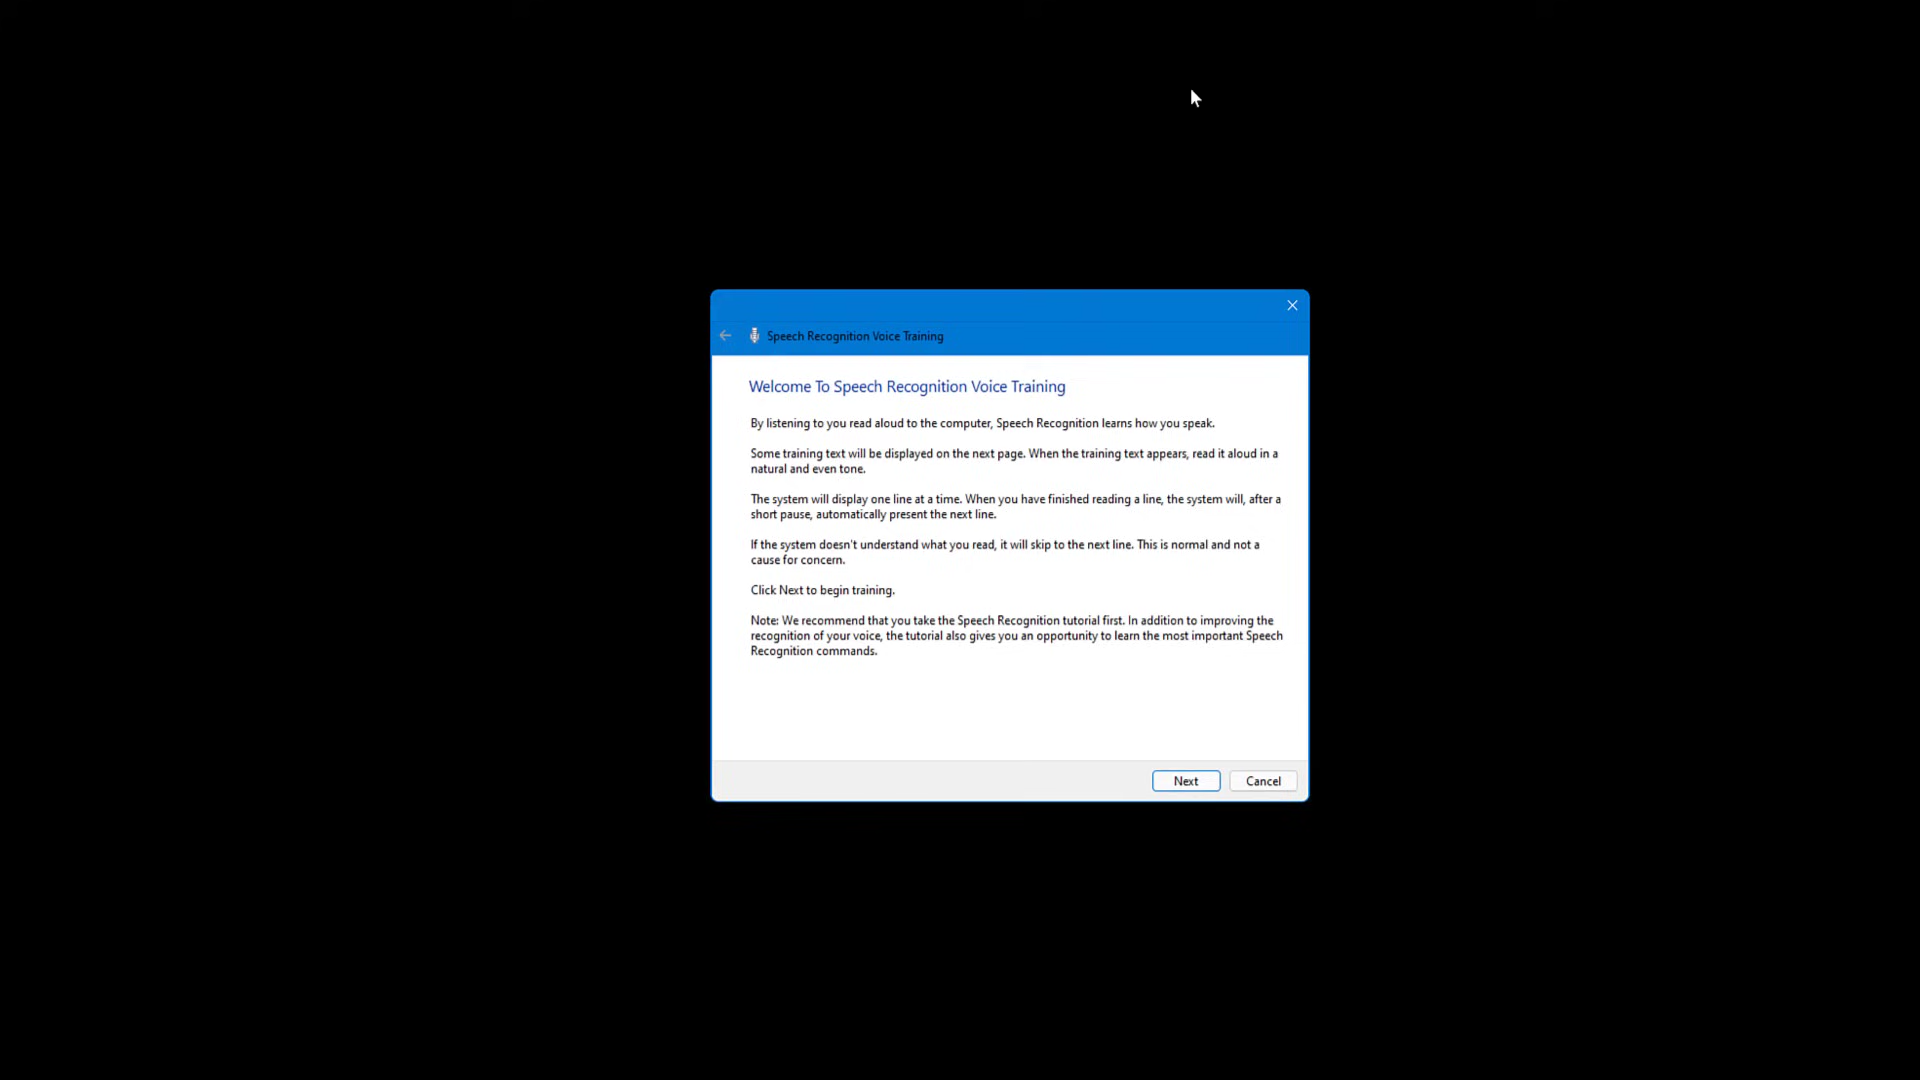 Speech Recognition Voice Training
Welcome To Speech Recognition Voice Training
By listening to you read aloud to the computer, Speech Recognition learns how you speak.
Some training text will be displayed on the next page. When the training text appears, read it aloud in a
natural and even tone.
The system will display one line at a time. When you have finished reading a line, the system will, after a
short pause, automatically present the next line.
If the system doesn't understand what you read, it will skip to the next line. This is normal and not a
cause for concern.
Click Next to begin training.
Note: We recommend that you take the Speech Recognition tutorial first. In addition to improving the
recognition of your voice, the tutorial also gives you an opportunity to learn the most important Speech
Recognition commands.
Next Cancel